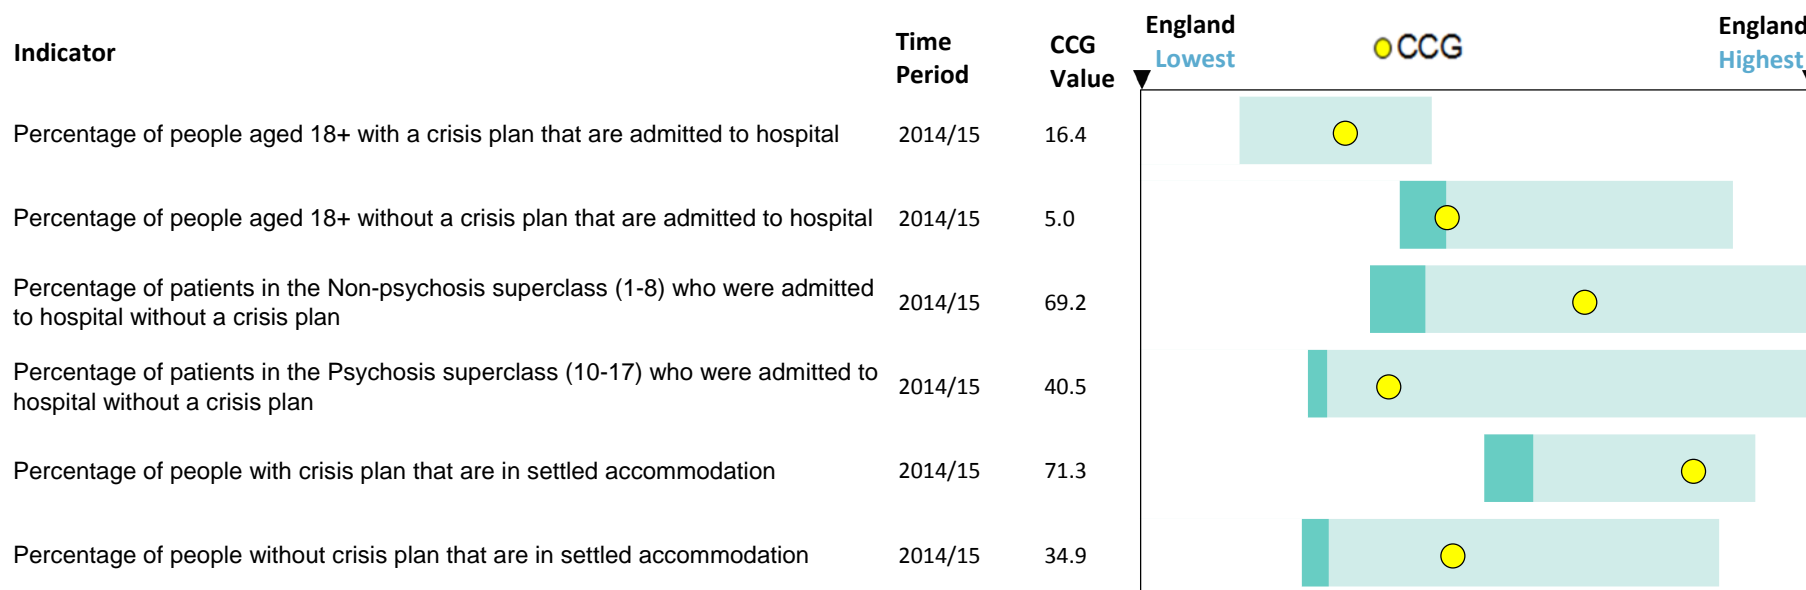 Indicator
Time
Period
CCG
Value
England
Lowest
CCG
England
Highest
Percentage of people aged 18+ with a crisis plan that are admitted to hospital 2014/15 16.4
Percentage of people aged 18+ without a crisis plan that are admitted to hospital 2014/15 5.0
Percentage of patients in the Non-psychosis superclass (1-8) who were admitted
to hospital without a crisis plan
2014/15 69.2
Percentage of patients in the Psychosis superclass (10-17) who were admitted to
hospital without a crisis plan
2014/15 40.5
Percentage of people with crisis plan that are in settled accommodation 2014/15 71.3
Percentage of people without crisis plan that are in settled accommodation 2014/15 34.9